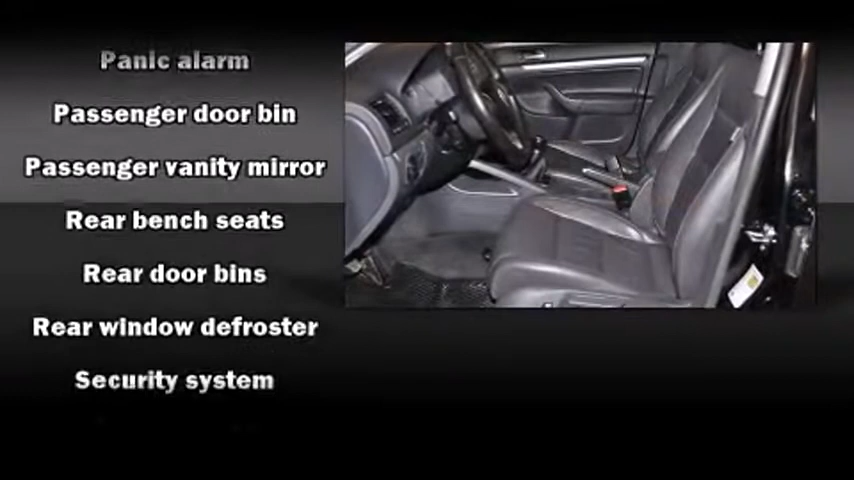 Panic alarm
Passenger door bin
Passenger vanity mirror
Rear bench seats
Rear door bins
Rear window defroster
Security system